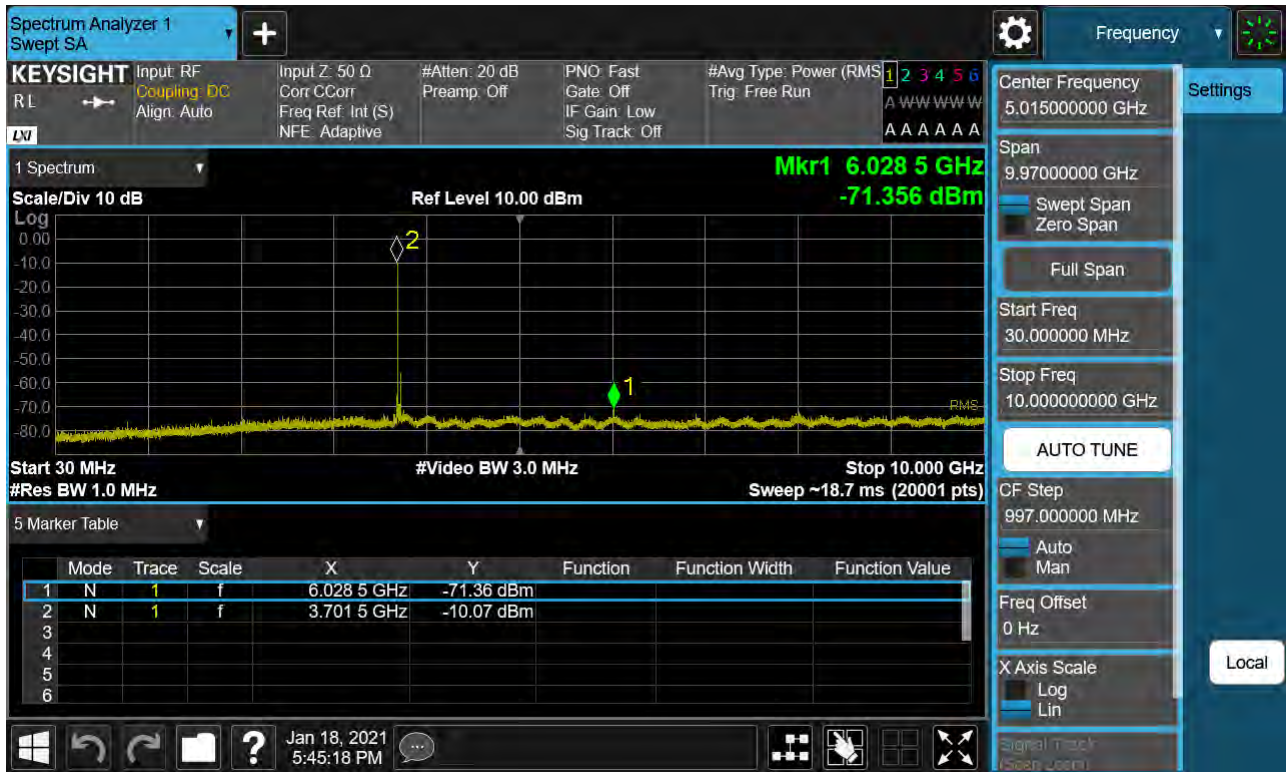 Spectrum Analyzer 1
Swept SA
+
Frequency
KEYSIGHT
RL
LXI
Input: RF
Coupling: DC
Align: Auto
Input Z: 50 Ω
Corr CCorr
Freq Ref: Int (S)
NFE: Adaptive
#Atten: 20 dB
Preamp: Off
PNO: Fast
Gate: Off
IF Gain: Low
Sig Track: Off
#Avg Type: Power (RMS
Trig: Free Run
1 2 3 4 5 6
A W W W W W
A A A A A A
1 Spectrum
Mkr1 6.028 5 GHz
Scale/Div 10 dB
Ref Level 10.00 dBm
-71.356 dBm
Log
0.00
-10.0
-20.0
-30.0
-40.0
-50.0
-60.0
-70.0
-80.0
2
1
RMS
Start 30 MHz
#Video BW 3.0 MHz
Stop 10.000 GHz
#Res BW 1.0 MHz
Sweep ~18.7 ms (20001 pts)
5 Marker Table
Mode Trace Scale X Y Function Function Width Function Value
1 N 1 f 6.028 5 GHz -71.36 dBm
2 N 1 f 3.701 5 GHz -10.07 dBm
3
4
5
6
?
Jan 18, 2021
5:45:18 PM
Center Frequency
5.015000000 GHz
Settings
Span
9.97000000 GHz
Swept Span
Zero Span
Full Span
Start Freq
30.000000 MHz
Stop Freq
10.000000000 GHz
AUTO TUNE
CF Step
997.000000 MHz
Auto
Man
Freq Offset
0 Hz
X Axis Scale
Log
Lin
Local
Signal Track
(Span Zoom)